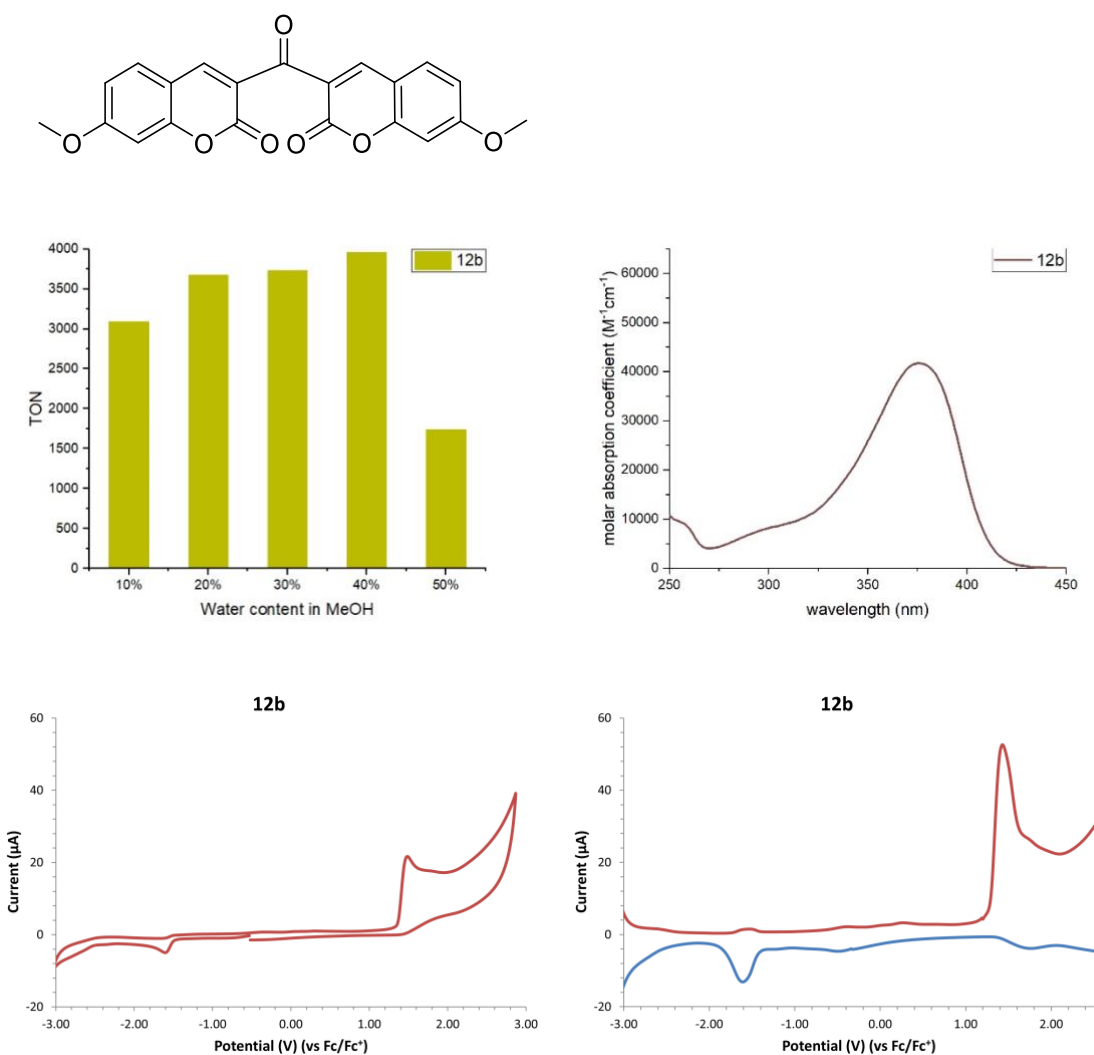 O
O
O
O
O
O
O
12b
4000
3500
3000
2500
2000
1500
1000
500
0
TON
10% 20% 30% 40% 50%
Water content in MeOH
12b
60000
50000
40000
30000
20000
10000
0
molar absorption coefficient (M⁻¹cm⁻¹)
250 300 350 400 450
wavelength (nm)
12b
60
40
20
0
-20
Current (µA)
-3.00 -2.00 -1.00 0.00 1.00 2.00 3.00
Potential (V) (vs Fc/Fc⁺)
12b
60
40
20
0
-20
Current (µA)
-3.00 -2.00 -1.00 0.00 1.00 2.00
Potential (V) (vs Fc/Fc⁺)